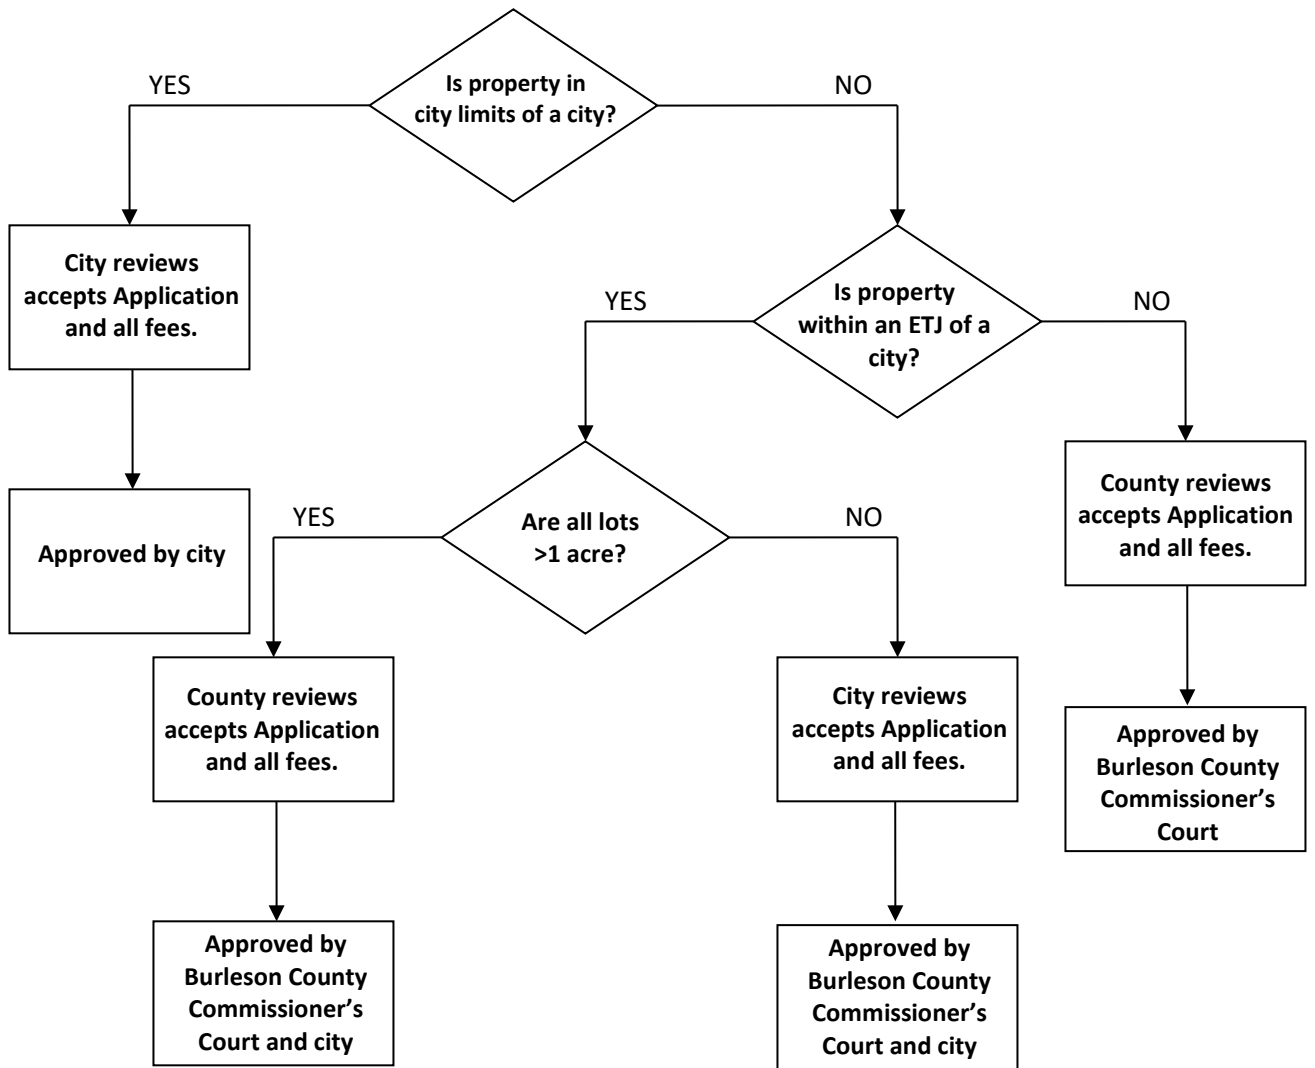 Is property in
city limits of a city?
YES
NO
City reviews
accepts Application
and all fees.
Approved by city
Is property
within an ETJ of a
city?
YES
NO
Are all lots
>1 acre?
YES
NO
County reviews
accepts Application
and all fees.
Approved by
Burleson County
Commissioner’s
Court and city
City reviews
accepts Application
and all fees.
Approved by
Burleson County
Commissioner’s
Court and city
County reviews
accepts Application
and all fees.
Approved by
Burleson County
Commissioner’s
Court